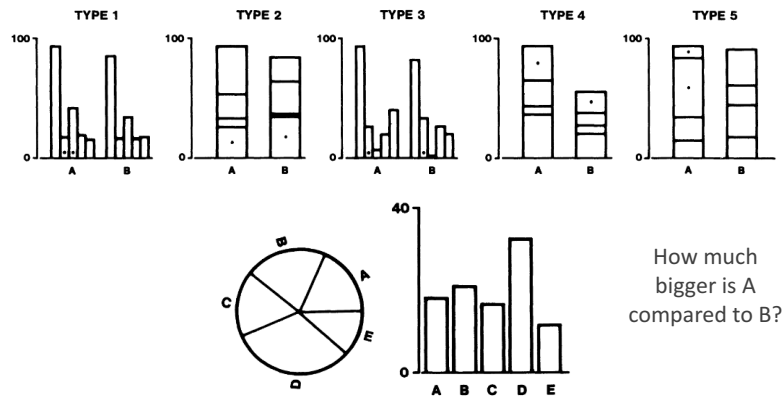 TYPE 1
TYPE 2
TYPE 3
TYPE 4
TYPE 5
100
0
A
B
100
0
A
B
100
0
A
B
100
0
A
B
100
0
A
B
B
A
C
E
D
40
0
A B C D E
How much
bigger is A
compared to B?